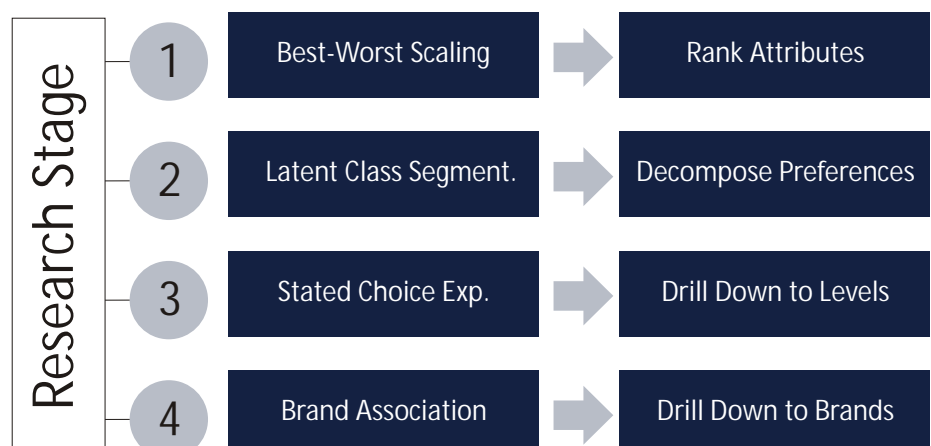 Research Stage
1
Best-Worst Scaling
Rank Attributes
2
Latent Class Segment.
Decompose Preferences
3
Stated Choice Exp.
Drill Down to Levels
4
Brand Association
Drill Down to Brands